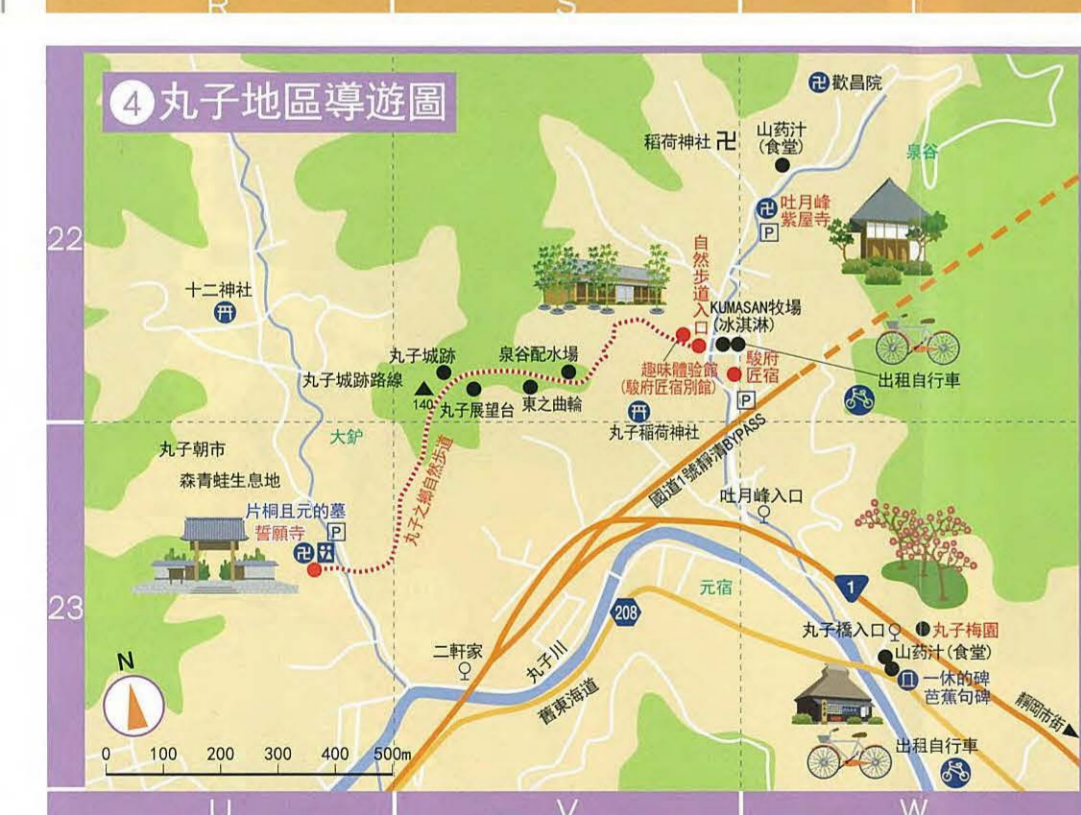 R
S
④丸子地區導遊圖
卍歡昌院
稻荷神社卍
山药汁
(食堂)
泉谷
22
卍吐月峰
紫屋寺
P
自然步道入口
十二神社
KUMASAN牧場
(冰淇淋)
丸子城跡
泉谷配水場
趣味體验館
(駿府匠宿別館)
駿府
匠宿
出租自行車
丸子城跡路線
140
丸子展望台
東之曲輪
P
丸子稻荷神社
大鈩
丸子朝市
丸子之鄉自然步道
國道1號靜清BYPASS
森青蛙生息地
吐月峰入口
片桐且元的墓
P
誓願寺
卍
23
元宿
1
208
丸子橋入口
丸子梅園
二軒家
丸子川
山药汁(食堂)
一休的碑
芭蕉句碑
N
舊東海道
靜岡市街
出租自行車
0 100 200 300 400 500m
U
V
W